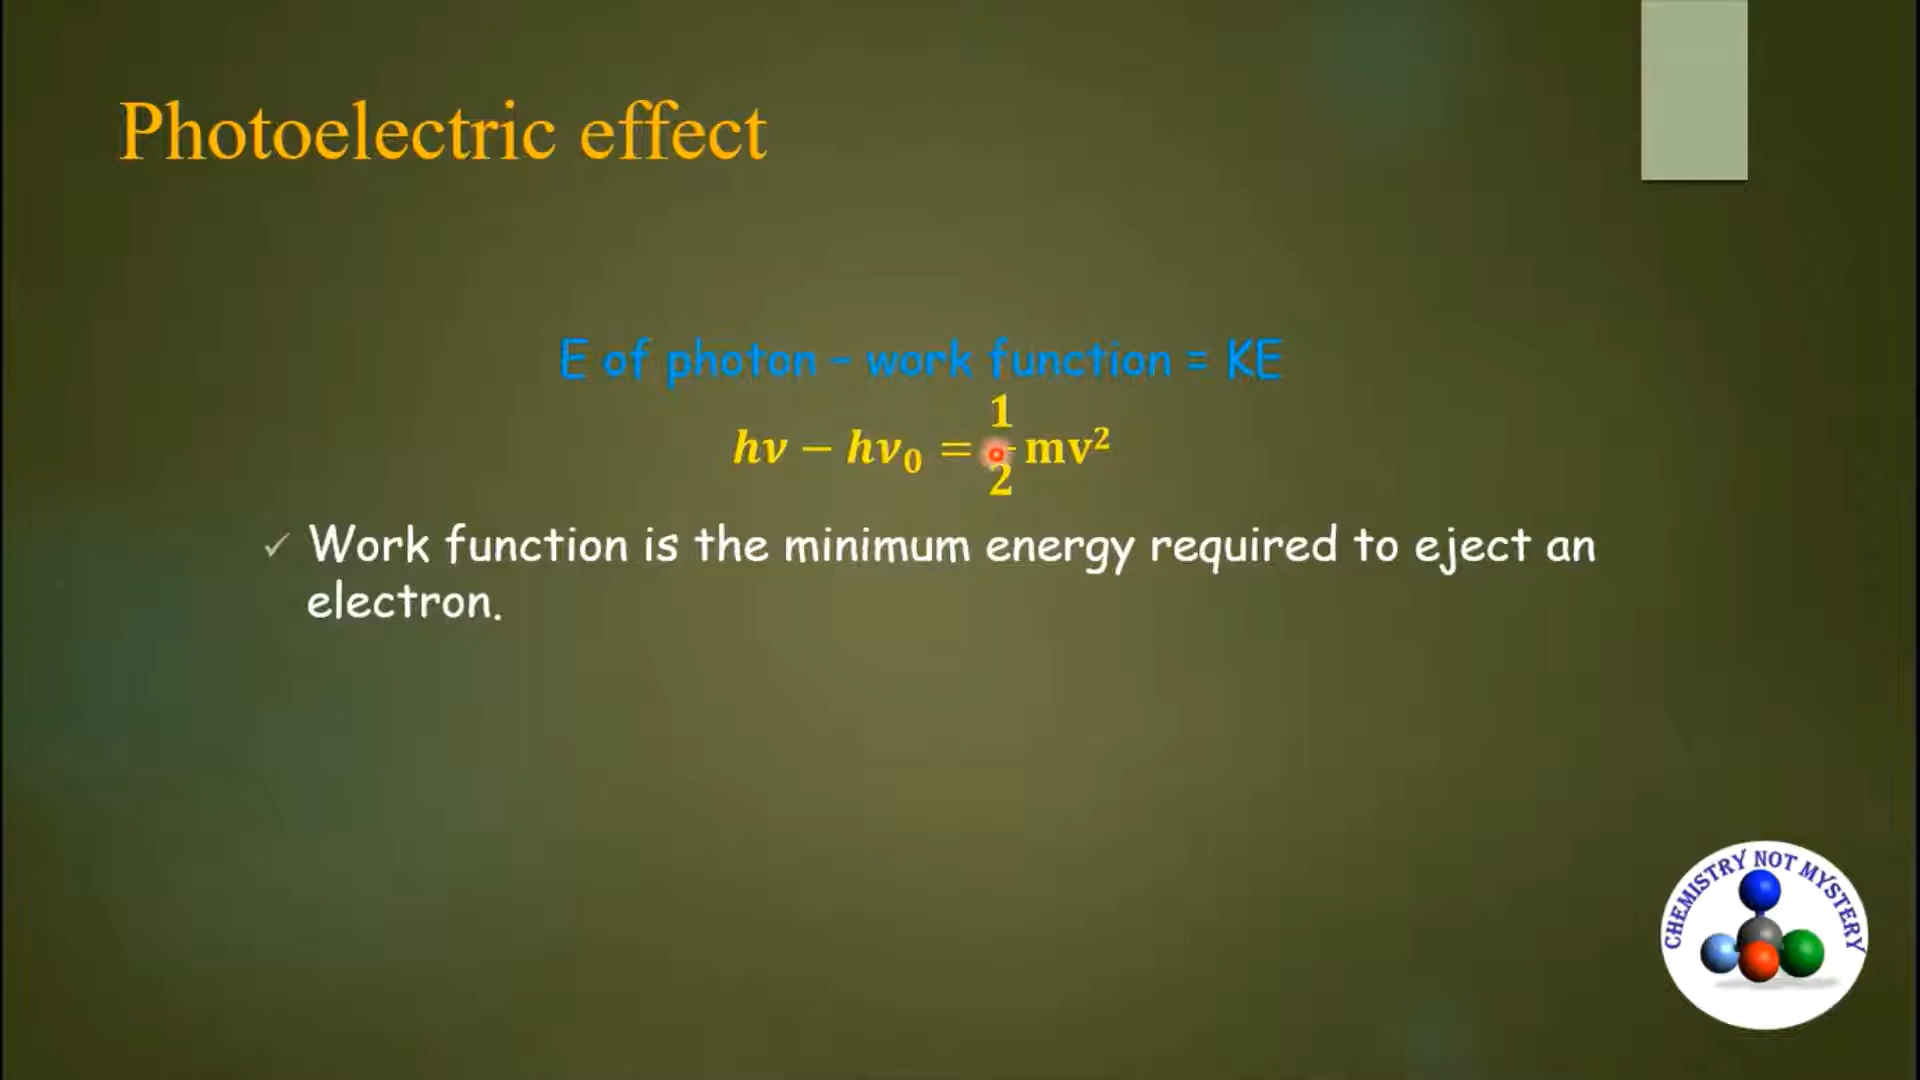 Photoelectric effect
E of photon – work function = KE
hν − hν₀ = 1/2 mv²
✓ Work function is the minimum energy required to eject an
electron.
CHEMISTRY NOT MYSTERY